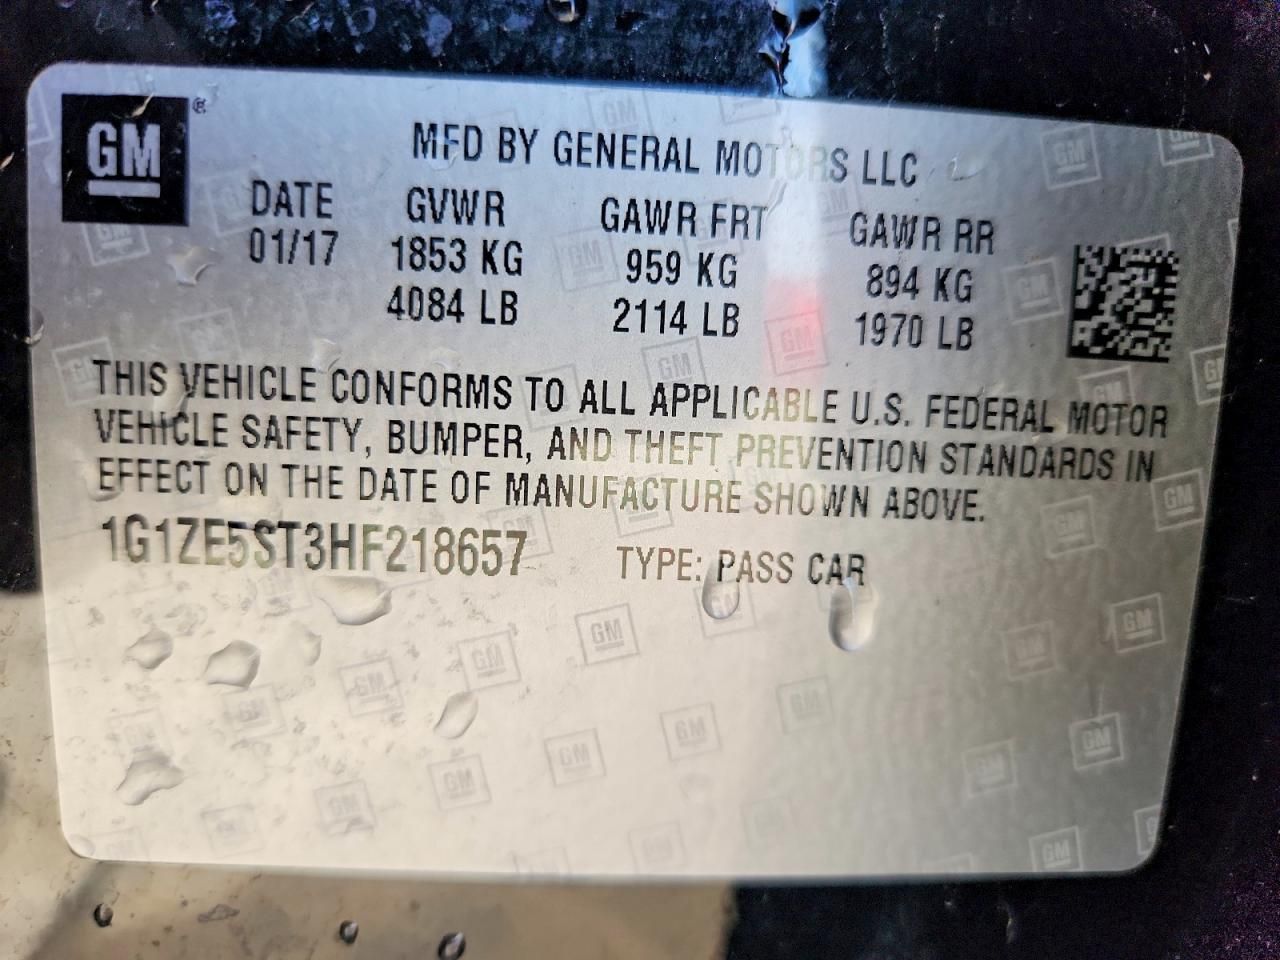 GM ®
MFD BY GENERAL MOTORS LLC
DATE GVWR GAWR FRT GAWR RR
01/17 1853 KG 959 KG 894 KG
4084 LB 2114 LB 1970 LB
THIS VEHICLE CONFORMS TO ALL APPLICABLE U.S. FEDERAL MOTOR
VEHICLE SAFETY, BUMPER, AND THEFT PREVENTION STANDARDS IN
EFFECT ON THE DATE OF MANUFACTURE SHOWN ABOVE.
1G1ZE5ST3HF218657 TYPE: PASS CAR